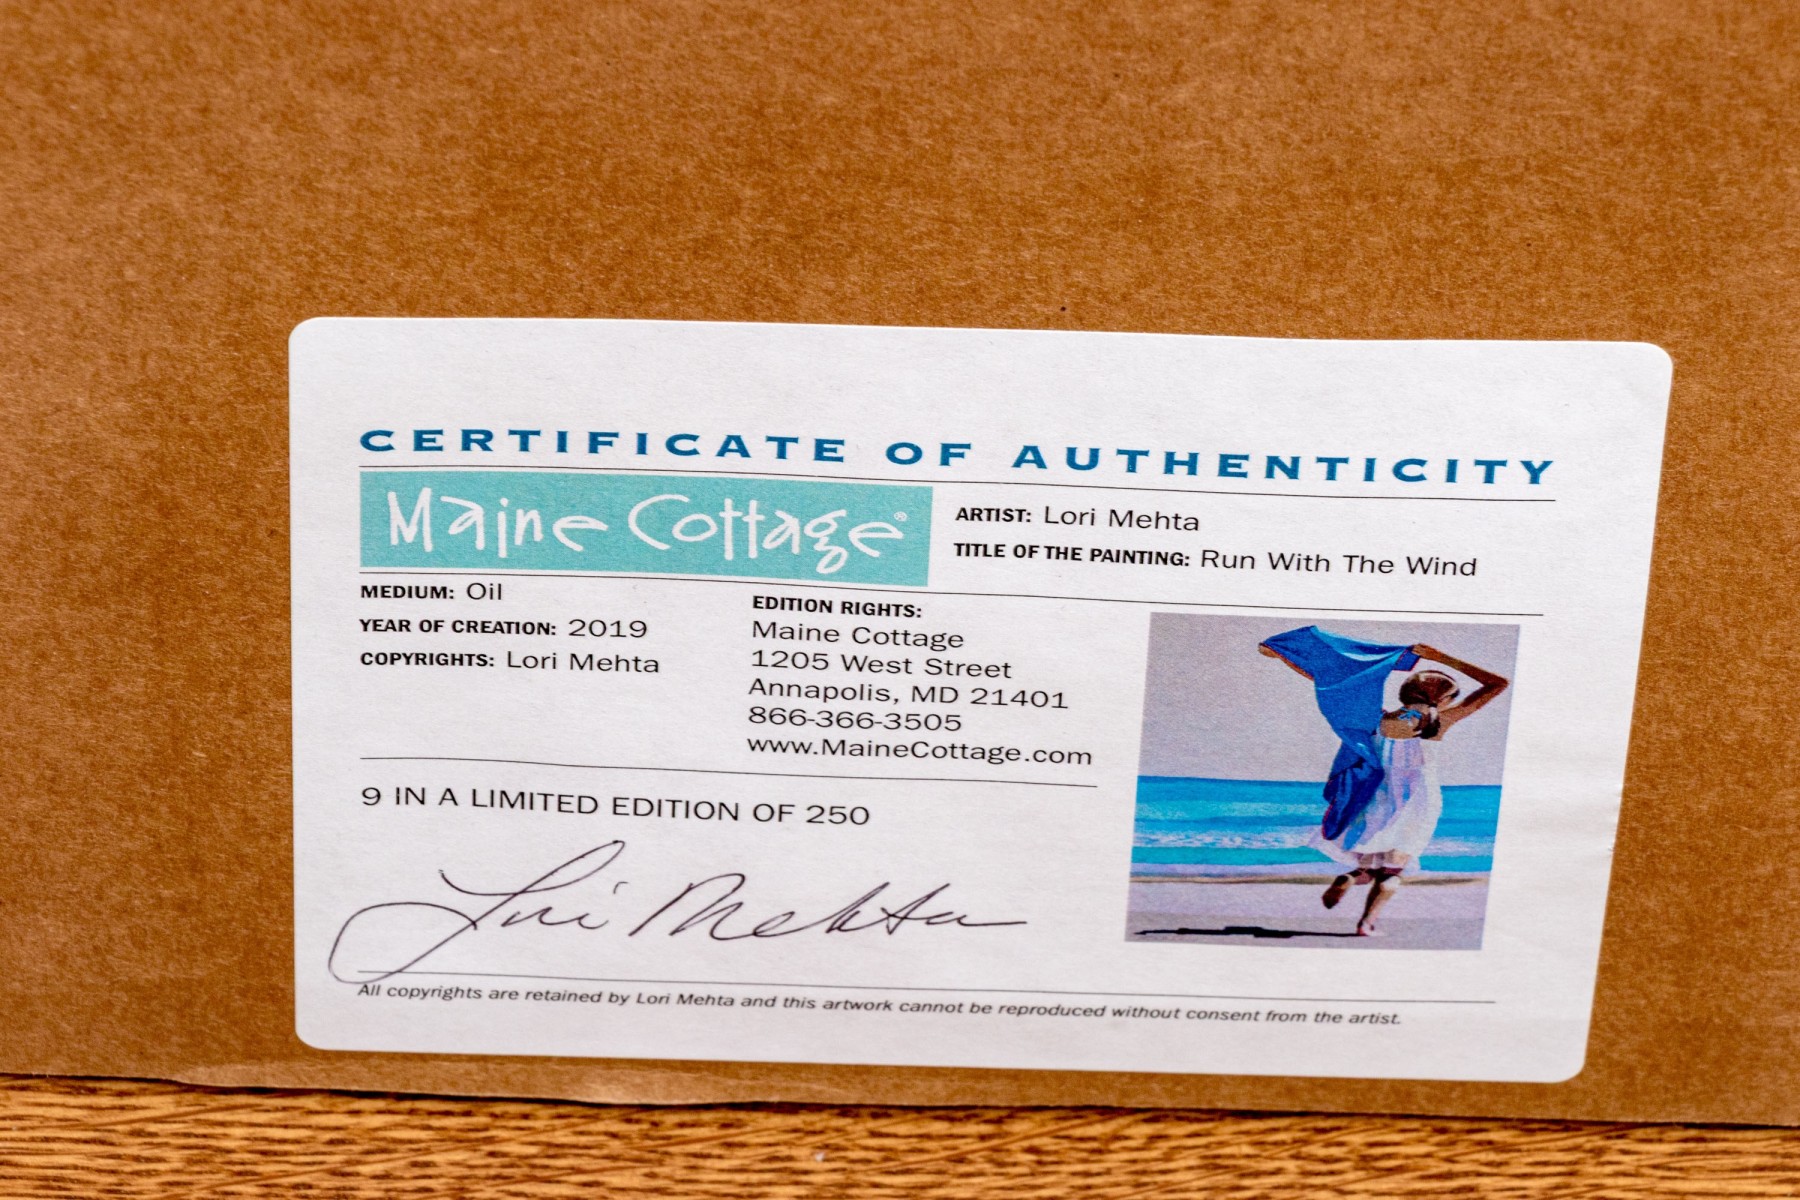 CERTIFICATE OF AUTHENTICITY
Maine Cottage®
ARTIST: Lori Mehta
TITLE OF THE PAINTING: Run With The Wind
MEDIUM: Oil
YEAR OF CREATION: 2019
COPYRIGHTS: Lori Mehta
EDITION RIGHTS:
Maine Cottage
1205 West Street
Annapolis, MD 21401
866-366-3505
www.MaineCottage.com
9 IN A LIMITED EDITION OF 250
Lori Mehta
All copyrights are retained by Lori Mehta and this artwork cannot be reproduced without consent from the artist.